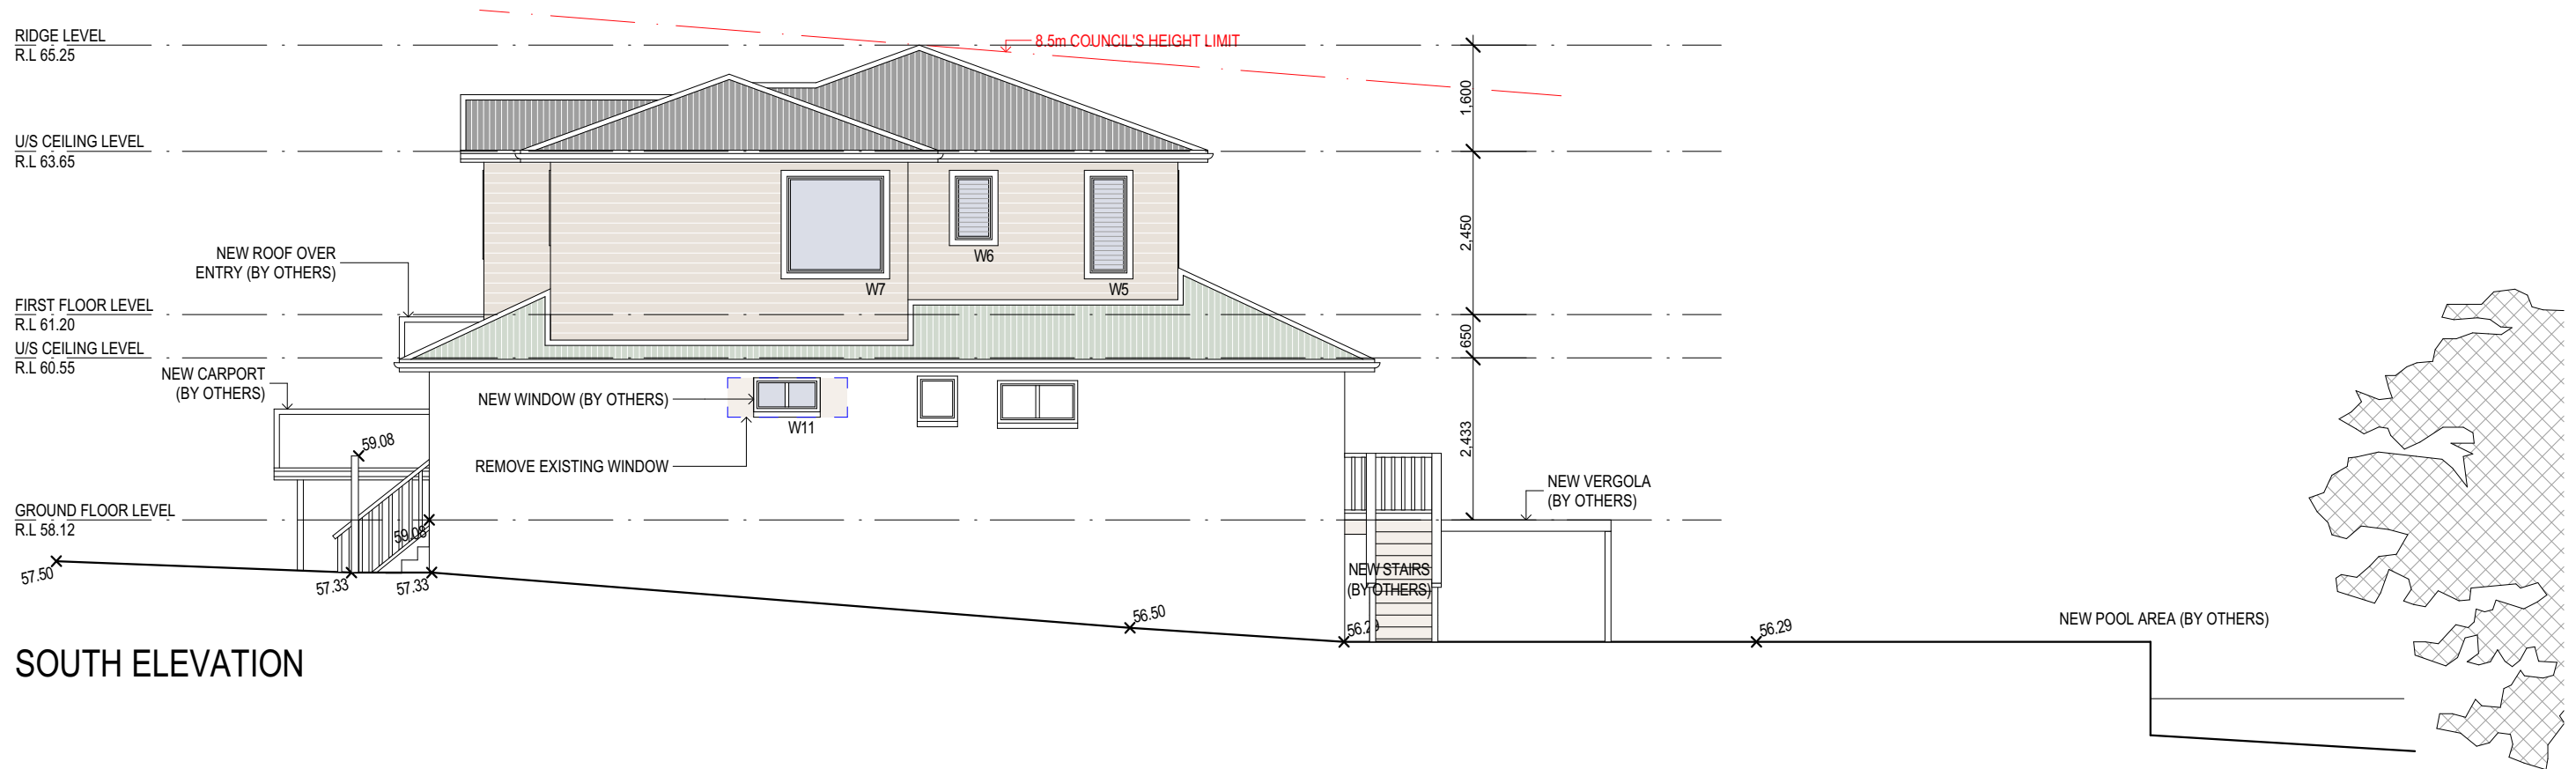 RIDGE LEVEL
R.L 65.25
8.5m COUNCIL'S HEIGHT LIMIT
1,600
U/S CEILING LEVEL
R.L 63.65
2,450
W6
W7
W5
NEW ROOF OVER
ENTRY (BY OTHERS)
FIRST FLOOR LEVEL
R.L 61.20
650
U/S CEILING LEVEL
R.L 60.55
NEW CARPORT
(BY OTHERS)
NEW WINDOW (BY OTHERS)
W11
2,433
59.08
REMOVE EXISTING WINDOW
NEW VERGOLA
(BY OTHERS)
GROUND FLOOR LEVEL
R.L 58.12
59.08
57.50
57.33
57.33
NEW STAIRS
(BY OTHERS)
56.50
56.29
56.29
NEW POOL AREA (BY OTHERS)
SOUTH ELEVATION